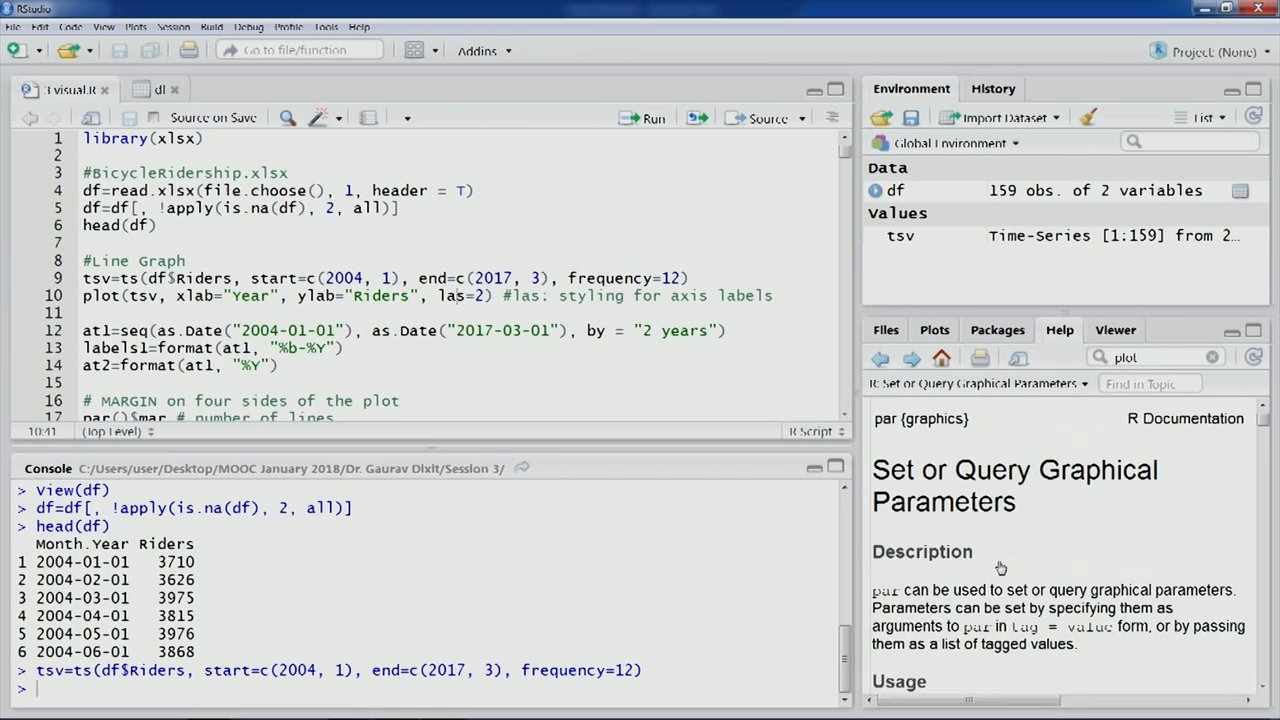 RStudio
File Edit Code View Plots Session Build Debug Profile Tools Help
Go to file/function Addins Project: (None)
3 visual.R df
Source on Save Run Source
1 library(xlsx)
2
3 #BicycleRidership.xlsx
4 df=read.xlsx(file.choose(), 1, header = T)
5 df=df[, !apply(is.na(df), 2, all)]
6 head(df)
7
8 #Line Graph
9 tsv=ts(df$Riders, start=c(2004, 1), end=c(2017, 3), frequency=12)
10 plot(tsv, xlab="Year", ylab="Riders", las=2) #las: styling for axis labels
11
12 at1=seq(as.Date("2004-01-01"), as.Date("2017-03-01"), by = "2 years")
13 labels1=format(at1, "%b-%Y")
14 at2=format(at1, "%Y")
15
16 # MARGIN on four sides of the plot
17 par()$mar # number of lines
10:41 (Top Level) R Script
Console C:/Users/user/Desktop/MOOC January 2018/Dr. Gaurav Dixit/Session 3/
> View(df)
> df=df[, !apply(is.na(df), 2, all)]
> head(df)
Month.Year Riders
1 2004-01-01 3710
2 2004-02-01 3626
3 2004-03-01 3975
4 2004-04-01 3815
5 2004-05-01 3976
6 2004-06-01 3868
> tsv=ts(df$Riders, start=c(2004, 1), end=c(2017, 3), frequency=12)
>
Environment History
Import Dataset List
Global Environment
Data
df 159 obs. of 2 variables
Values
tsv Time-Series [1:159] from 2…
Files Plots Packages Help Viewer
plot
R: Set or Query Graphical Parameters Find in Topic
par {graphics} R Documentation
Set or Query Graphical
Parameters
Description
par can be used to set or query graphical parameters.
Parameters can be set by specifying them as
arguments to par in tag = value form, or by passing
them as a list of tagged values.
Usage